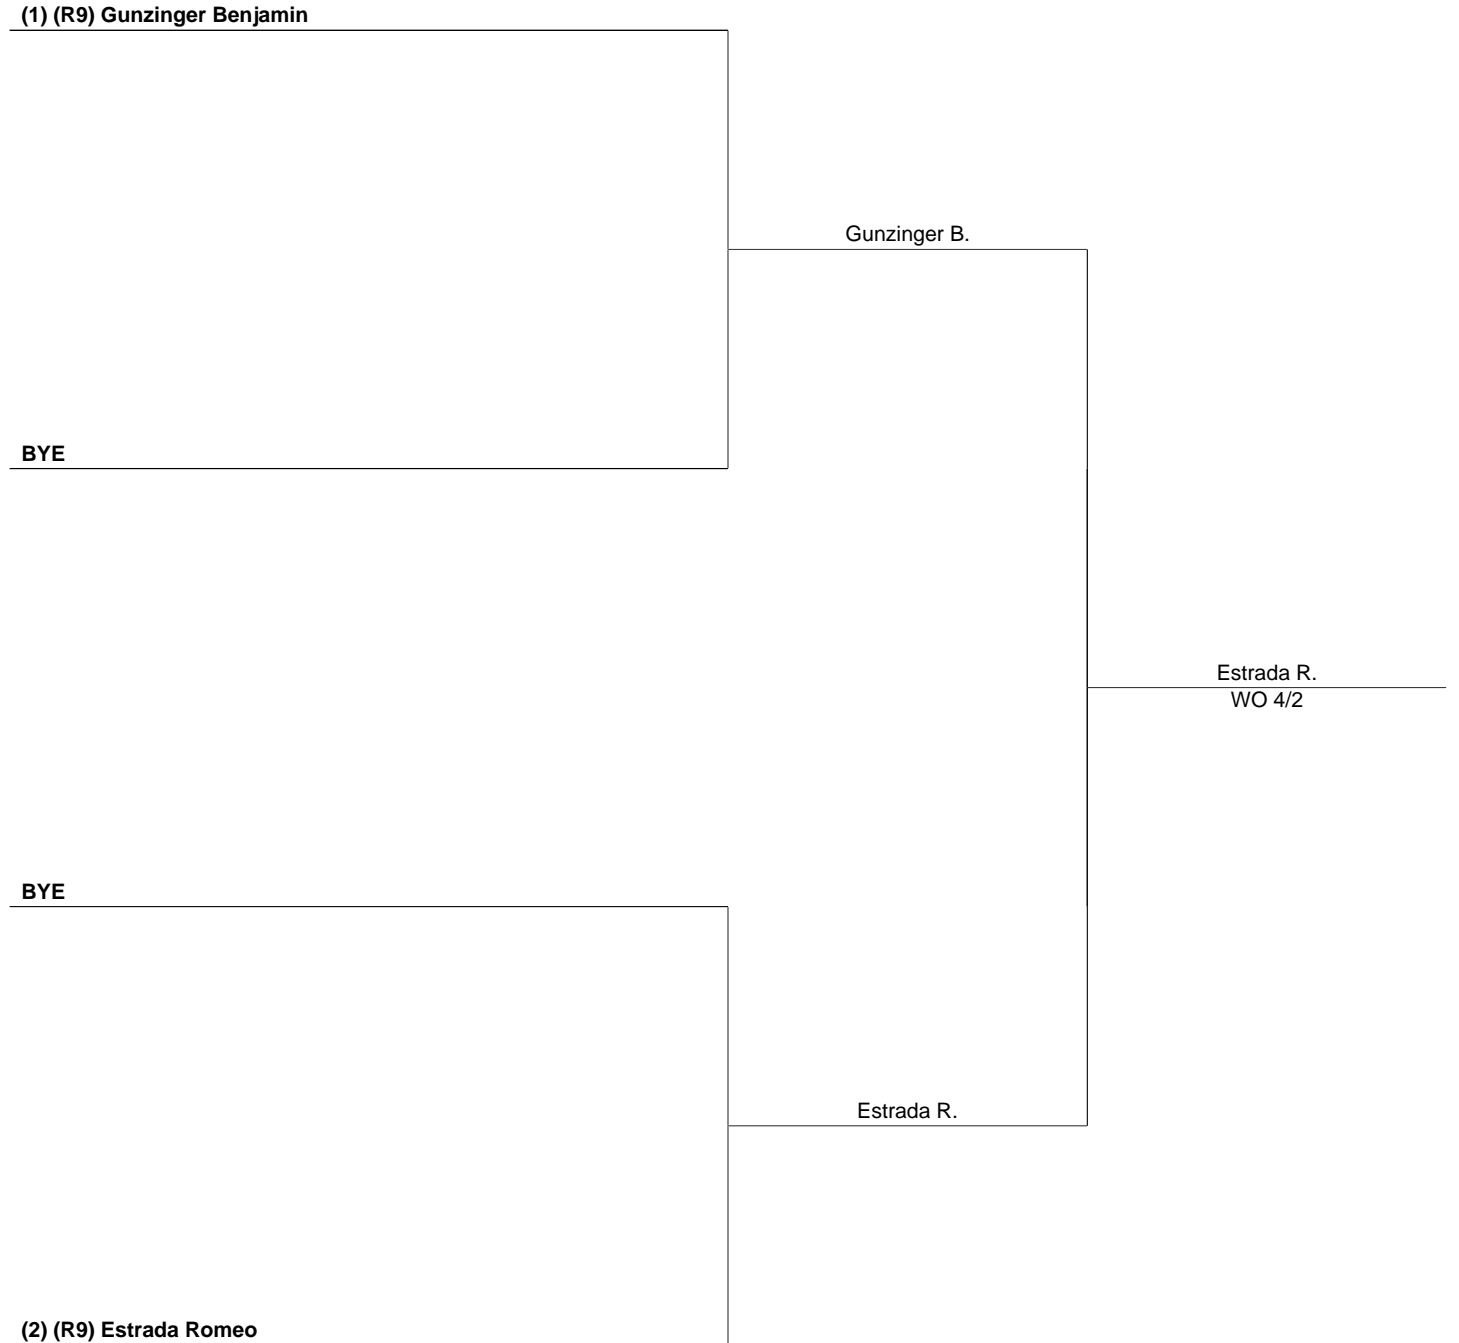 (1) (R9) Gunzinger Benjamin
Gunzinger B.
BYE
Estrada R.
WO 4/2
BYE
Estrada R.
(2) (R9) Estrada Romeo